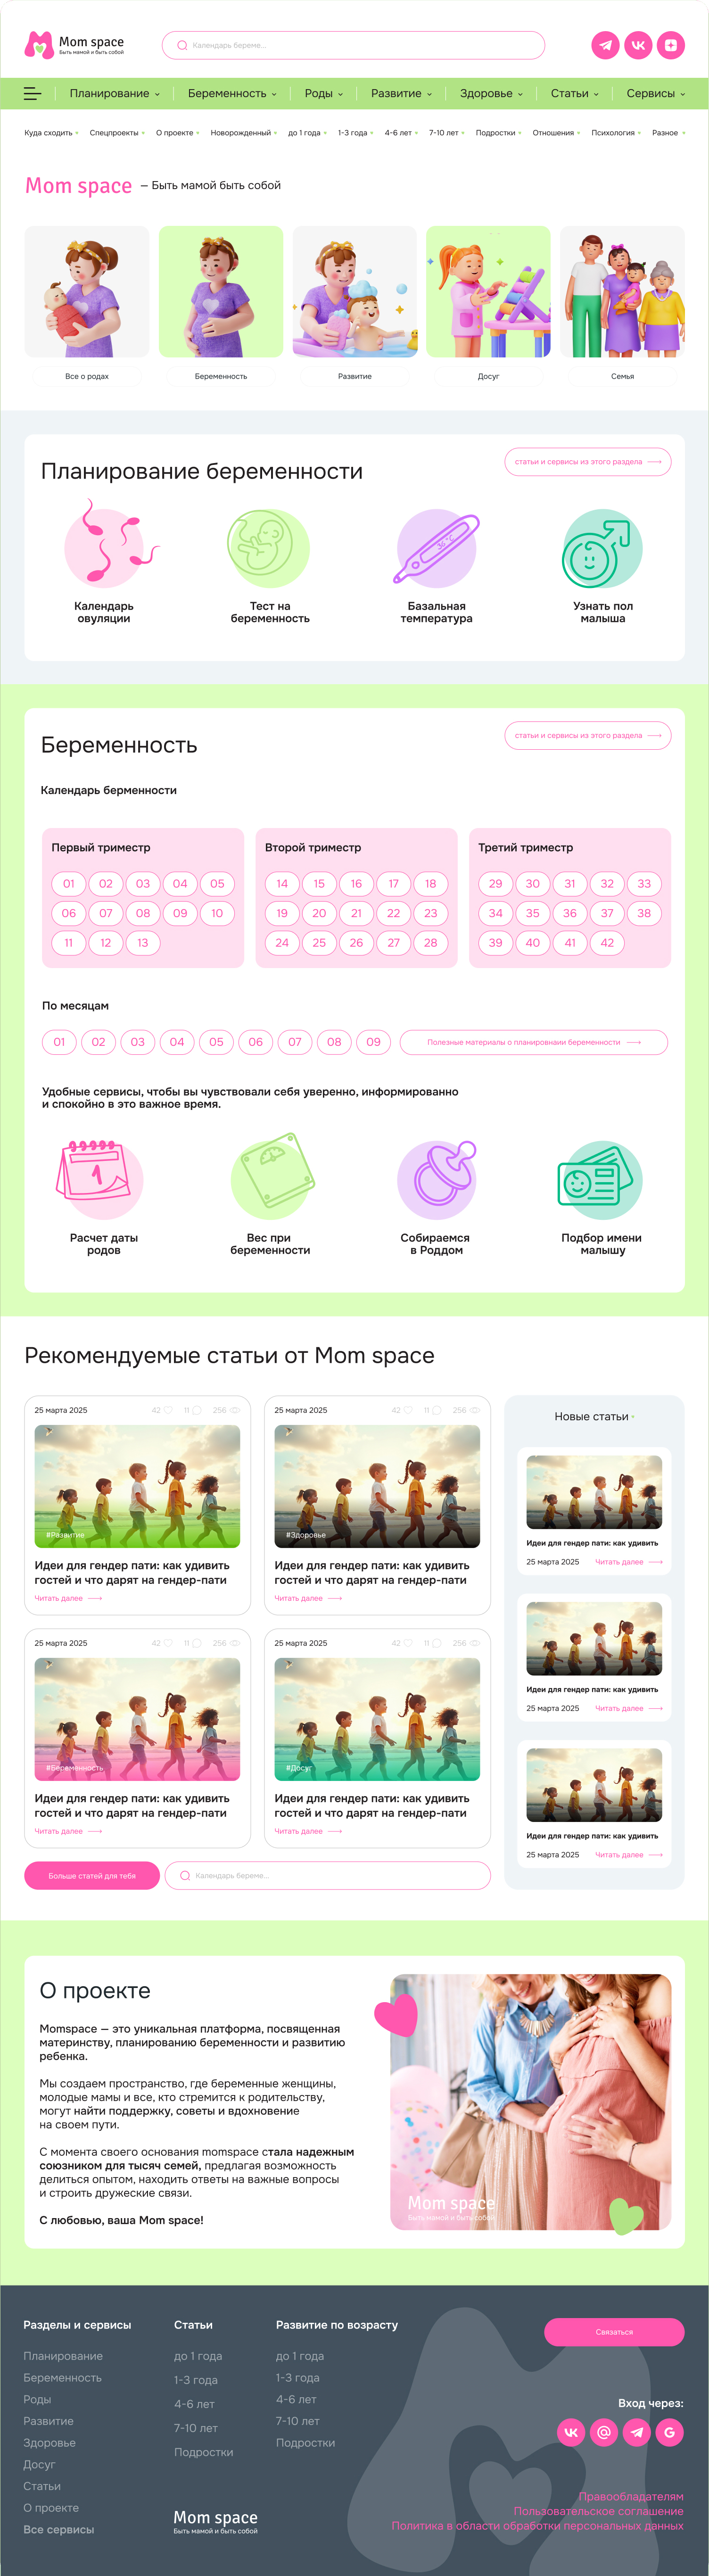 Mom space
Быть мамой и быть собой
Календарь береме...
Планирование
Беременность
Роды
Развитие
Здоровье
Статьи
Сервисы
Куда сходить
Спецпроекты
О проекте
Новорожденный
до 1 года
1-3 года
4-6 лет
7-10 лет
Подростки
Отношения
Психология
Разное
Mom space — Быть мамой быть собой
Все о родах
Беременность
Развитие
Досуг
Семья
Планирование беременности
статьи и сервисы из этого раздела
Календарь
овуляции
Тест на
беременность
Базальная
температура
Узнать пол
малыша
Беременность
статьи и сервисы из этого раздела
Календарь берменности
Первый триместр
01 02 03 04 05
06 07 08 09 10
11 12 13
Второй триместр
14 15 16 17 18
19 20 21 22 23
24 25 26 27 28
Третий триместр
29 30 31 32 33
34 35 36 37 38
39 40 41 42
По месяцам
01 02 03 04 05 06 07 08 09
Полезные материалы о планировнаии беременности
Удобные сервисы, чтобы вы чувствовали себя уверенно, информированно
и спокойно в это важное время.
1
Расчет даты
родов
Вес при
беременности
Собираемся
в Роддом
Подбор имени
малышу
Рекомендуемые статьи от Mom space
25 марта 2025 42 11 256
#Развитие
Идеи для гендер пати: как удивить
гостей и что дарят на гендер-пати
Читать далее
25 марта 2025 42 11 256
#Здоровье
Идеи для гендер пати: как удивить
гостей и что дарят на гендер-пати
Читать далее
25 марта 2025 42 11 256
#Беременность
Идеи для гендер пати: как удивить
гостей и что дарят на гендер-пати
Читать далее
25 марта 2025 42 11 256
#Досуг
Идеи для гендер пати: как удивить
гостей и что дарят на гендер-пати
Читать далее
Больше статей для тебя
Календарь береме...
Новые статьи
Идеи для гендер пати: как удивить
25 марта 2025 Читать далее
Идеи для гендер пати: как удивить
25 марта 2025 Читать далее
Идеи для гендер пати: как удивить
25 марта 2025 Читать далее
О проекте
Momspace — это уникальная платформа, посвященная
материнству, планированию беременности и развитию
ребенка.
Мы создаем пространство, где беременные женщины,
молодые мамы и все, кто стремится к родительству,
могут найти поддержку, советы и вдохновение
на своем пути.
С момента своего основания momspace стала надежным
союзником для тысяч семей, предлагая возможность
делиться опытом, находить ответы на важные вопросы
и строить дружеские связи.
С любовью, ваша Mom space!
Mom space
Быть мамой и быть собой
Разделы и сервисы
Планирование
Беременность
Роды
Развитие
Здоровье
Досуг
Статьи
О проекте
Все сервисы
Статьи
до 1 года
1-3 года
4-6 лет
7-10 лет
Подростки
Mom space
Быть мамой и быть собой
Развитие по возрасту
до 1 года
1-3 года
4-6 лет
7-10 лет
Подростки
Связаться
Вход через:
Правообладателям
Пользовательское соглашение
Политика в области обработки персональных данных